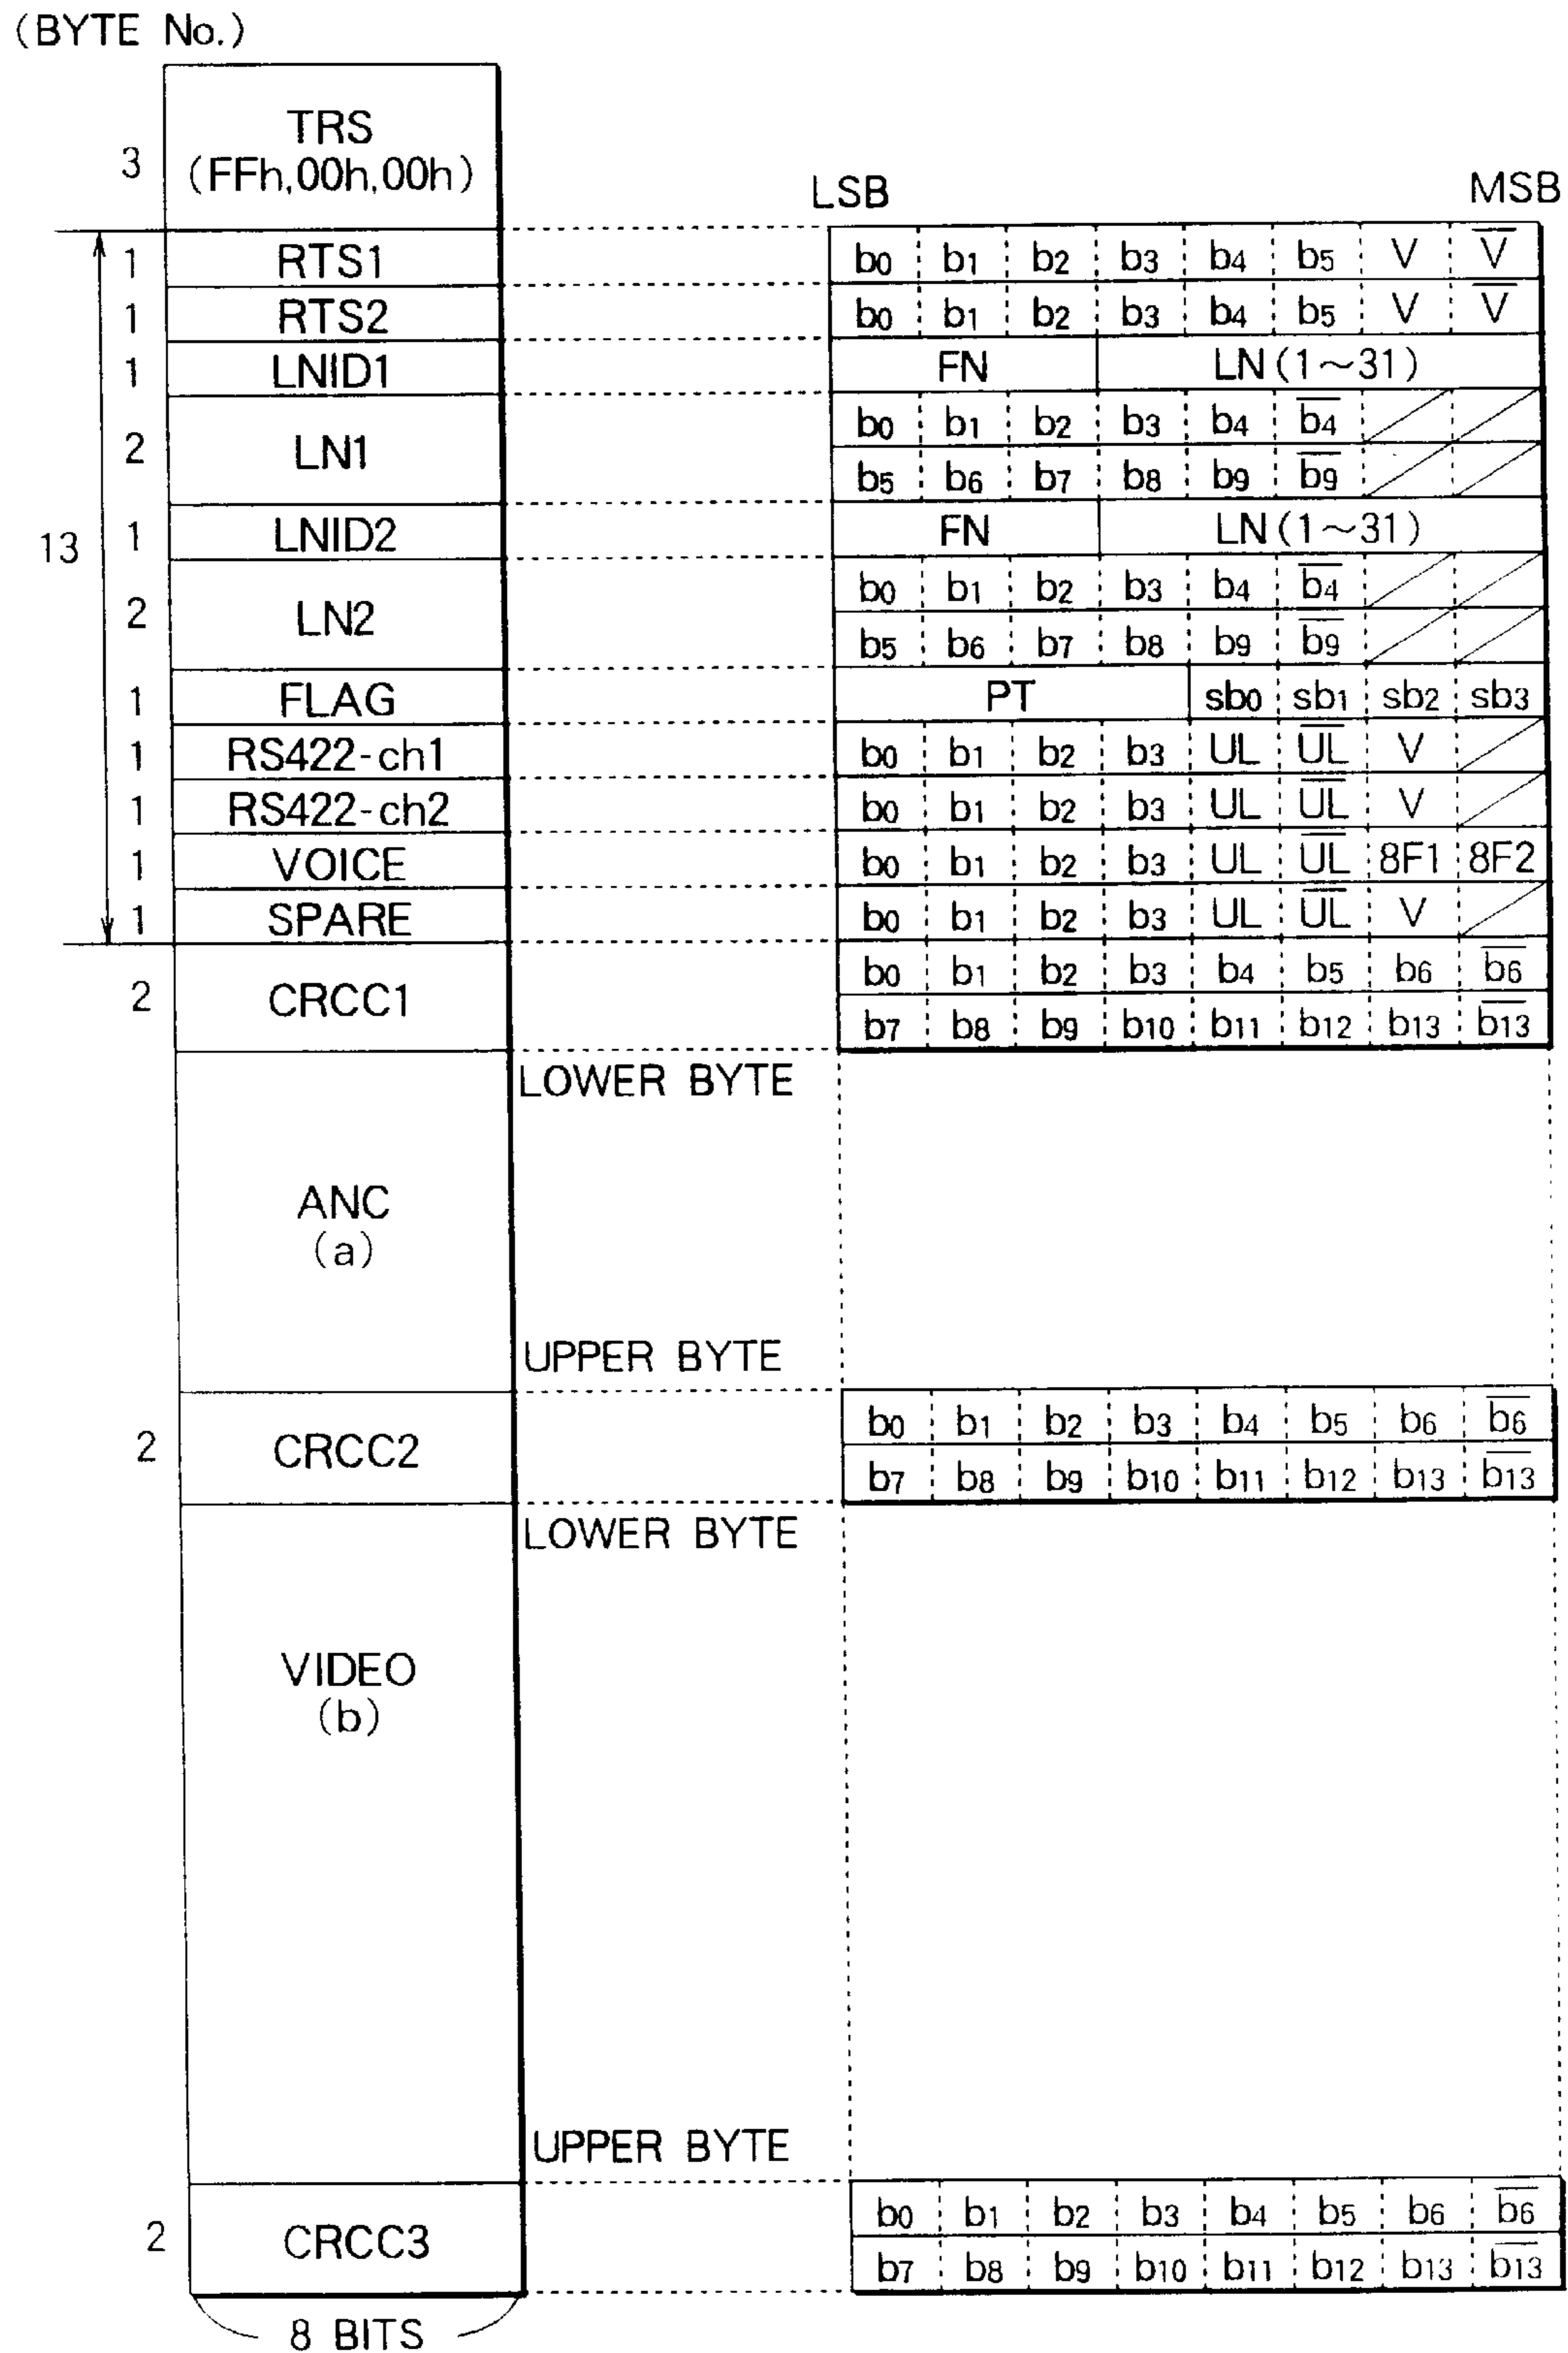 (BYTE No.)
3 TRS
(FFh,00h,00h)
LSB MSB
13
1 RTS1 b0 b1 b2 b3 b4 b5 V V̅
1 RTS2 b0 b1 b2 b3 b4 b5 V V̅
1 LNID1 FN LN(1～31)
2 LN1 b0 b1 b2 b3 b4 b̅4̅
b5 b6 b7 b8 b9 b̅9̅
1 LNID2 FN LN(1～31)
2 LN2 b0 b1 b2 b3 b4 b̅4̅
b5 b6 b7 b8 b9 b̅9̅
1 FLAG PT sb0 sb1 sb2 sb3
1 RS422-ch1 b0 b1 b2 b3 UL U̅L̅ V
1 RS422-ch2 b0 b1 b2 b3 UL U̅L̅ V
1 VOICE b0 b1 b2 b3 UL U̅L̅ 8F1 8F2
1 SPARE b0 b1 b2 b3 UL U̅L̅ V
2 CRCC1 b0 b1 b2 b3 b4 b5 b6 b̅6̅
b7 b8 b9 b10 b11 b12 b13 b̅1̅3̅
LOWER BYTE
ANC
(a)
UPPER BYTE
2 CRCC2 b0 b1 b2 b3 b4 b5 b6 b̅6̅
b7 b8 b9 b10 b11 b12 b13 b̅1̅3̅
LOWER BYTE
VIDEO
(b)
UPPER BYTE
2 CRCC3 b0 b1 b2 b3 b4 b5 b6 b̅6̅
b7 b8 b9 b10 b11 b12 b13 b̅1̅3̅
8 BITS